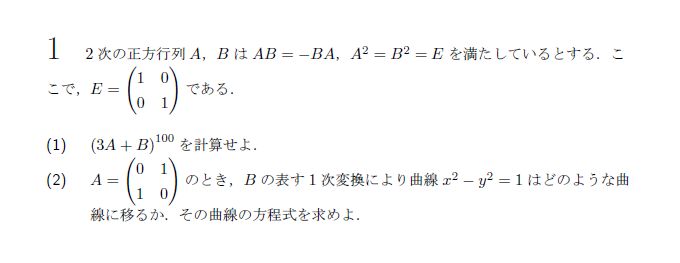 1 2 次の正方行列 A，B は AB = −BA，A² = B² = E を満たしているとする．こ
こで，E = \begin{pmatrix} 1 & 0 \\ 0 & 1 \end{pmatrix} である．
(1) (3A + B)¹⁰⁰ を計算せよ．
(2) A = \begin{pmatrix} 0 & 1 \\ 1 & 0 \end{pmatrix} のとき，B の表す 1 次変換により曲線 x² − y² = 1 はどのような曲
線に移るか．その曲線の方程式を求めよ．